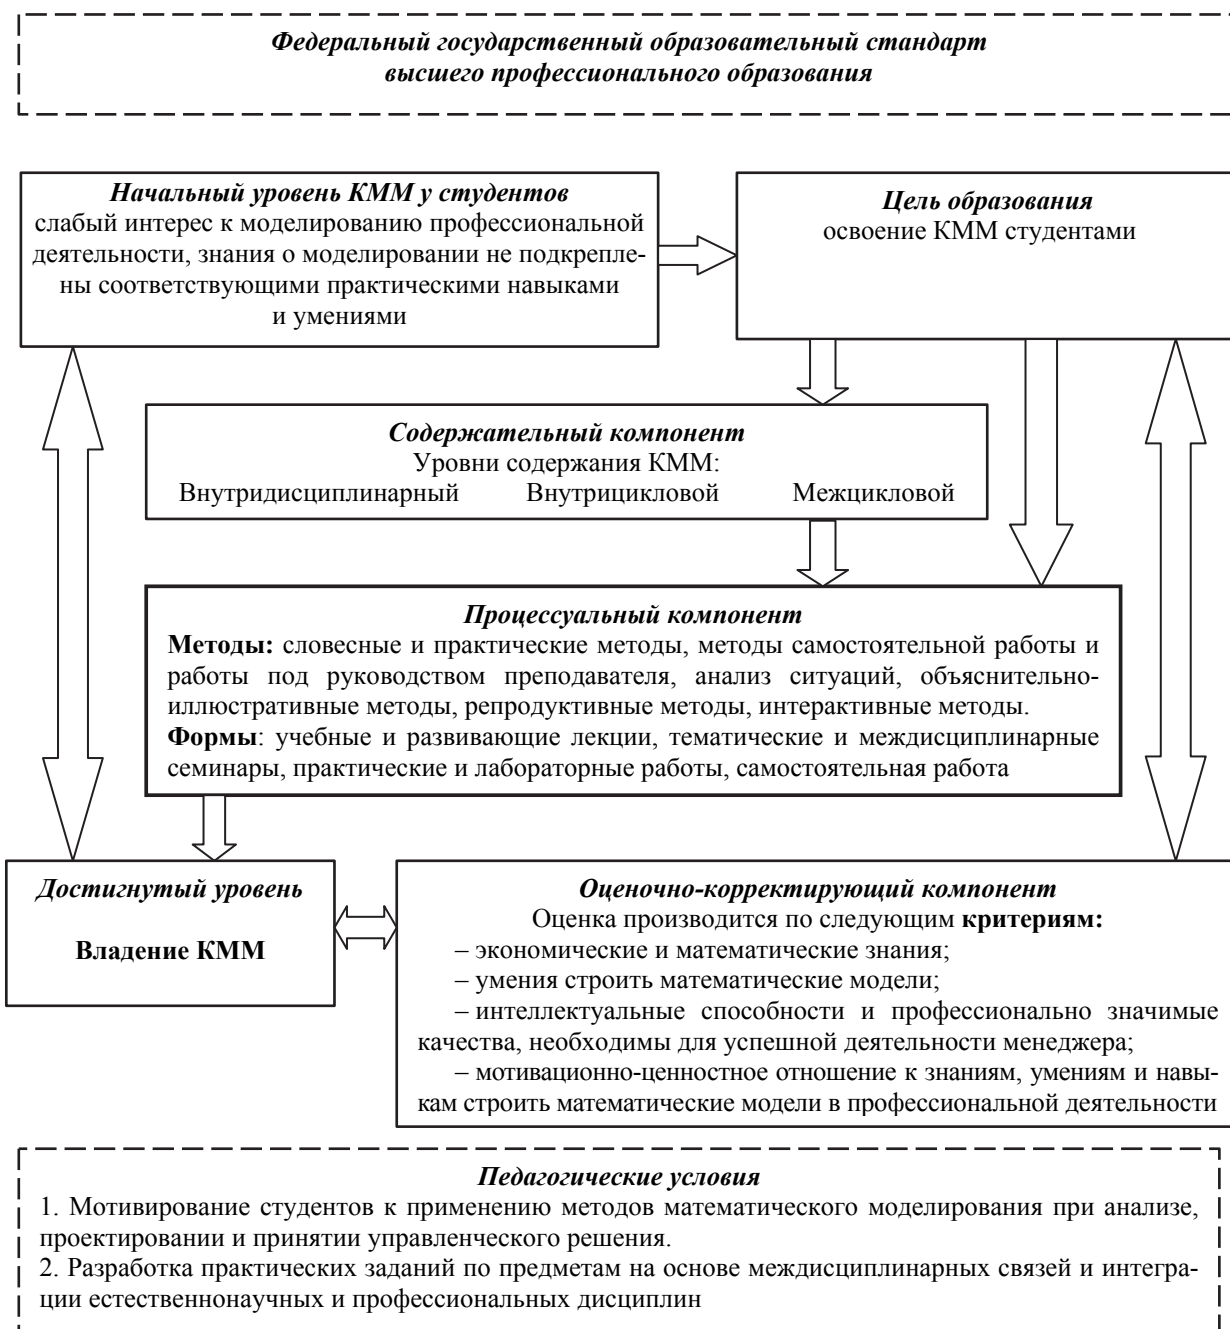 Федеральный государственный образовательный стандарт
высшего профессионального образования
Начальный уровень КММ у студентов
слабый интерес к моделированию профессиональной
деятельности, знания о моделировании не подкрепле-
ны соответствующими практическими навыками
и умениями
Цель образования
освоение КММ студентами
Содержательный компонент
Уровни содержания КММ:
Внутридисциплинарный Внутрицикловой Межцикловой
Процессуальный компонент
Методы: словесные и практические методы, методы самостоятельной работы и
работы под руководством преподавателя, анализ ситуаций, объяснительно-
иллюстративные методы, репродуктивные методы, интерактивные методы.
Формы: учебные и развивающие лекции, тематические и междисциплинарные
семинары, практические и лабораторные работы, самостоятельная работа
Достигнутый уровень
Владение КММ
Оценочно-корректирующий компонент
Оценка производится по следующим критериям:
– экономические и математические знания;
– умения строить математические модели;
– интеллектуальные способности и профессионально значимые
качества, необходимы для успешной деятельности менеджера;
– мотивационно-ценностное отношение к знаниям, умениям и навы-
кам строить математические модели в профессиональной деятельности
Педагогические условия
1. Мотивирование студентов к применению методов математического моделирования при анализе,
проектировании и принятии управленческого решения.
2. Разработка практических заданий по предметам на основе междисциплинарных связей и интегра-
ции естественнонаучных и профессиональных дисциплин